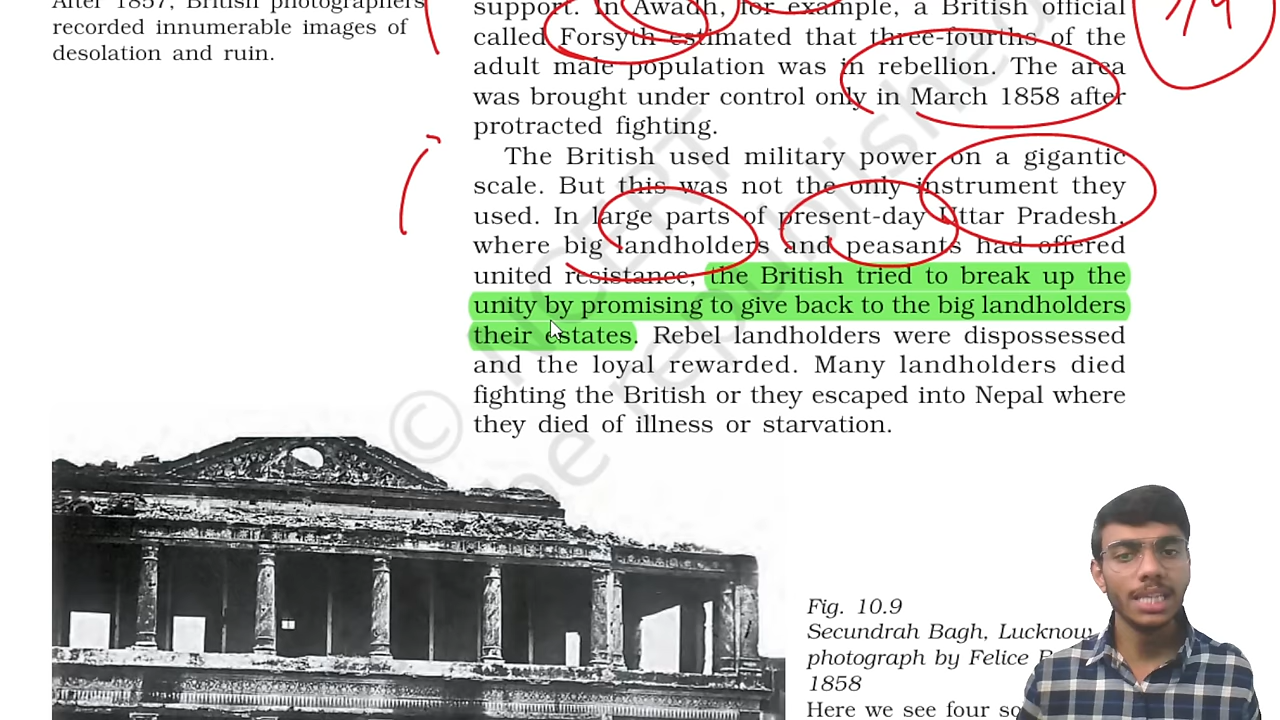 After 1857, British photographers
recorded innumerable images of
desolation and ruin.
support. In Awadh, for example, a British official
called Forsyth estimated that three-fourths of the
adult male population was in rebellion. The area
was brought under control only in March 1858 after
protracted fighting.
The British used military power on a gigantic
scale. But this was not the only instrument they
used. In large parts of present-day Uttar Pradesh,
where big landholders and peasants had offered
united resistance, the British tried to break up the
unity by promising to give back to the big landholders
their estates. Rebel landholders were dispossessed
and the loyal rewarded. Many landholders died
fighting the British or they escaped into Nepal where
they died of illness or starvation.
3/4
© NCERT
be republished
Fig. 10.9
Secundrah Bagh, Lucknow
photograph by Felice
1858
Here we see four